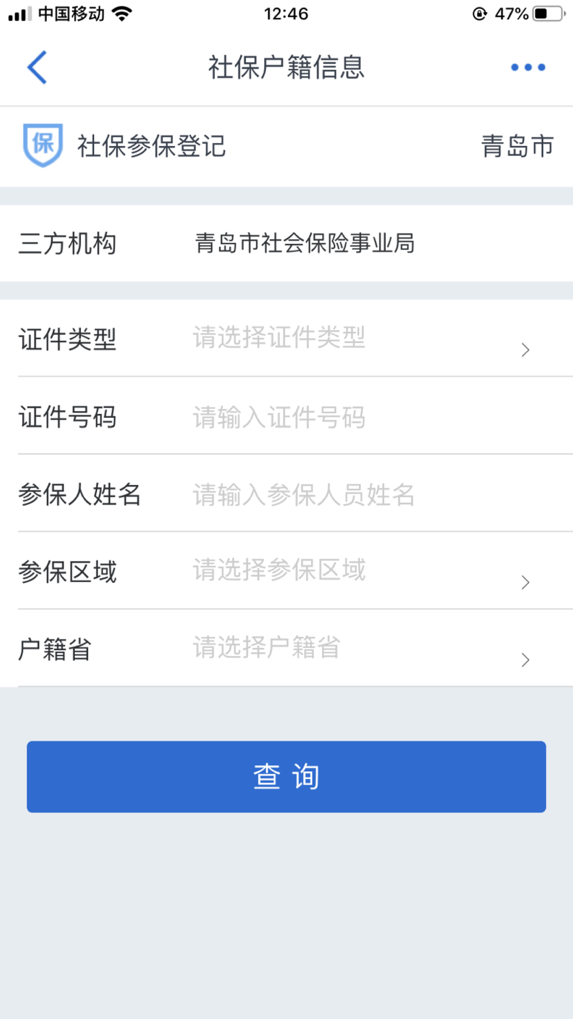 中国移动 12:46 47%
社保户籍信息
保 社保参保登记 青岛市
三方机构 青岛市社会保险事业局
证件类型 请选择证件类型
证件号码 请输入证件号码
参保人姓名 请输入参保人员姓名
参保区域 请选择参保区域
户籍省 请选择户籍省
查询